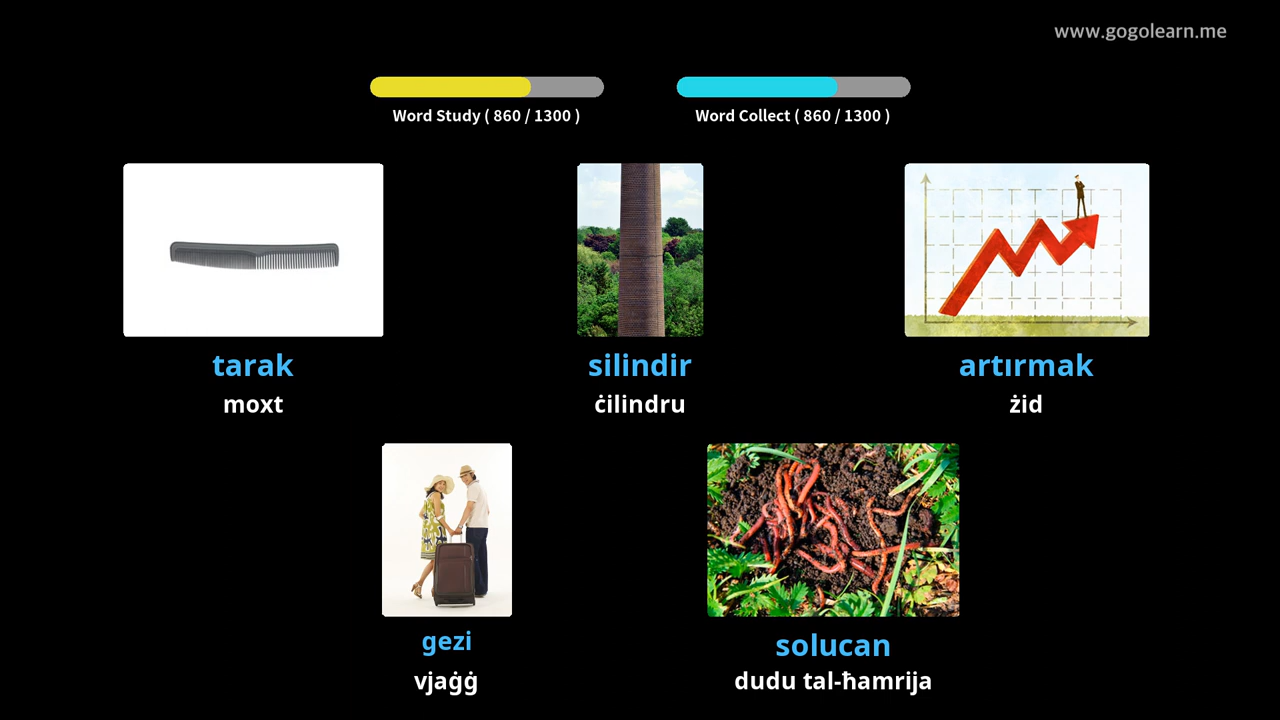 www.gogolearn.me
Word Study ( 860 / 1300 )
Word Collect ( 860 / 1300 )
tarak
moxt
silindir
ċilindru
artırmak
żid
gezi
vjaġġ
solucan
dudu tal-ħamrija